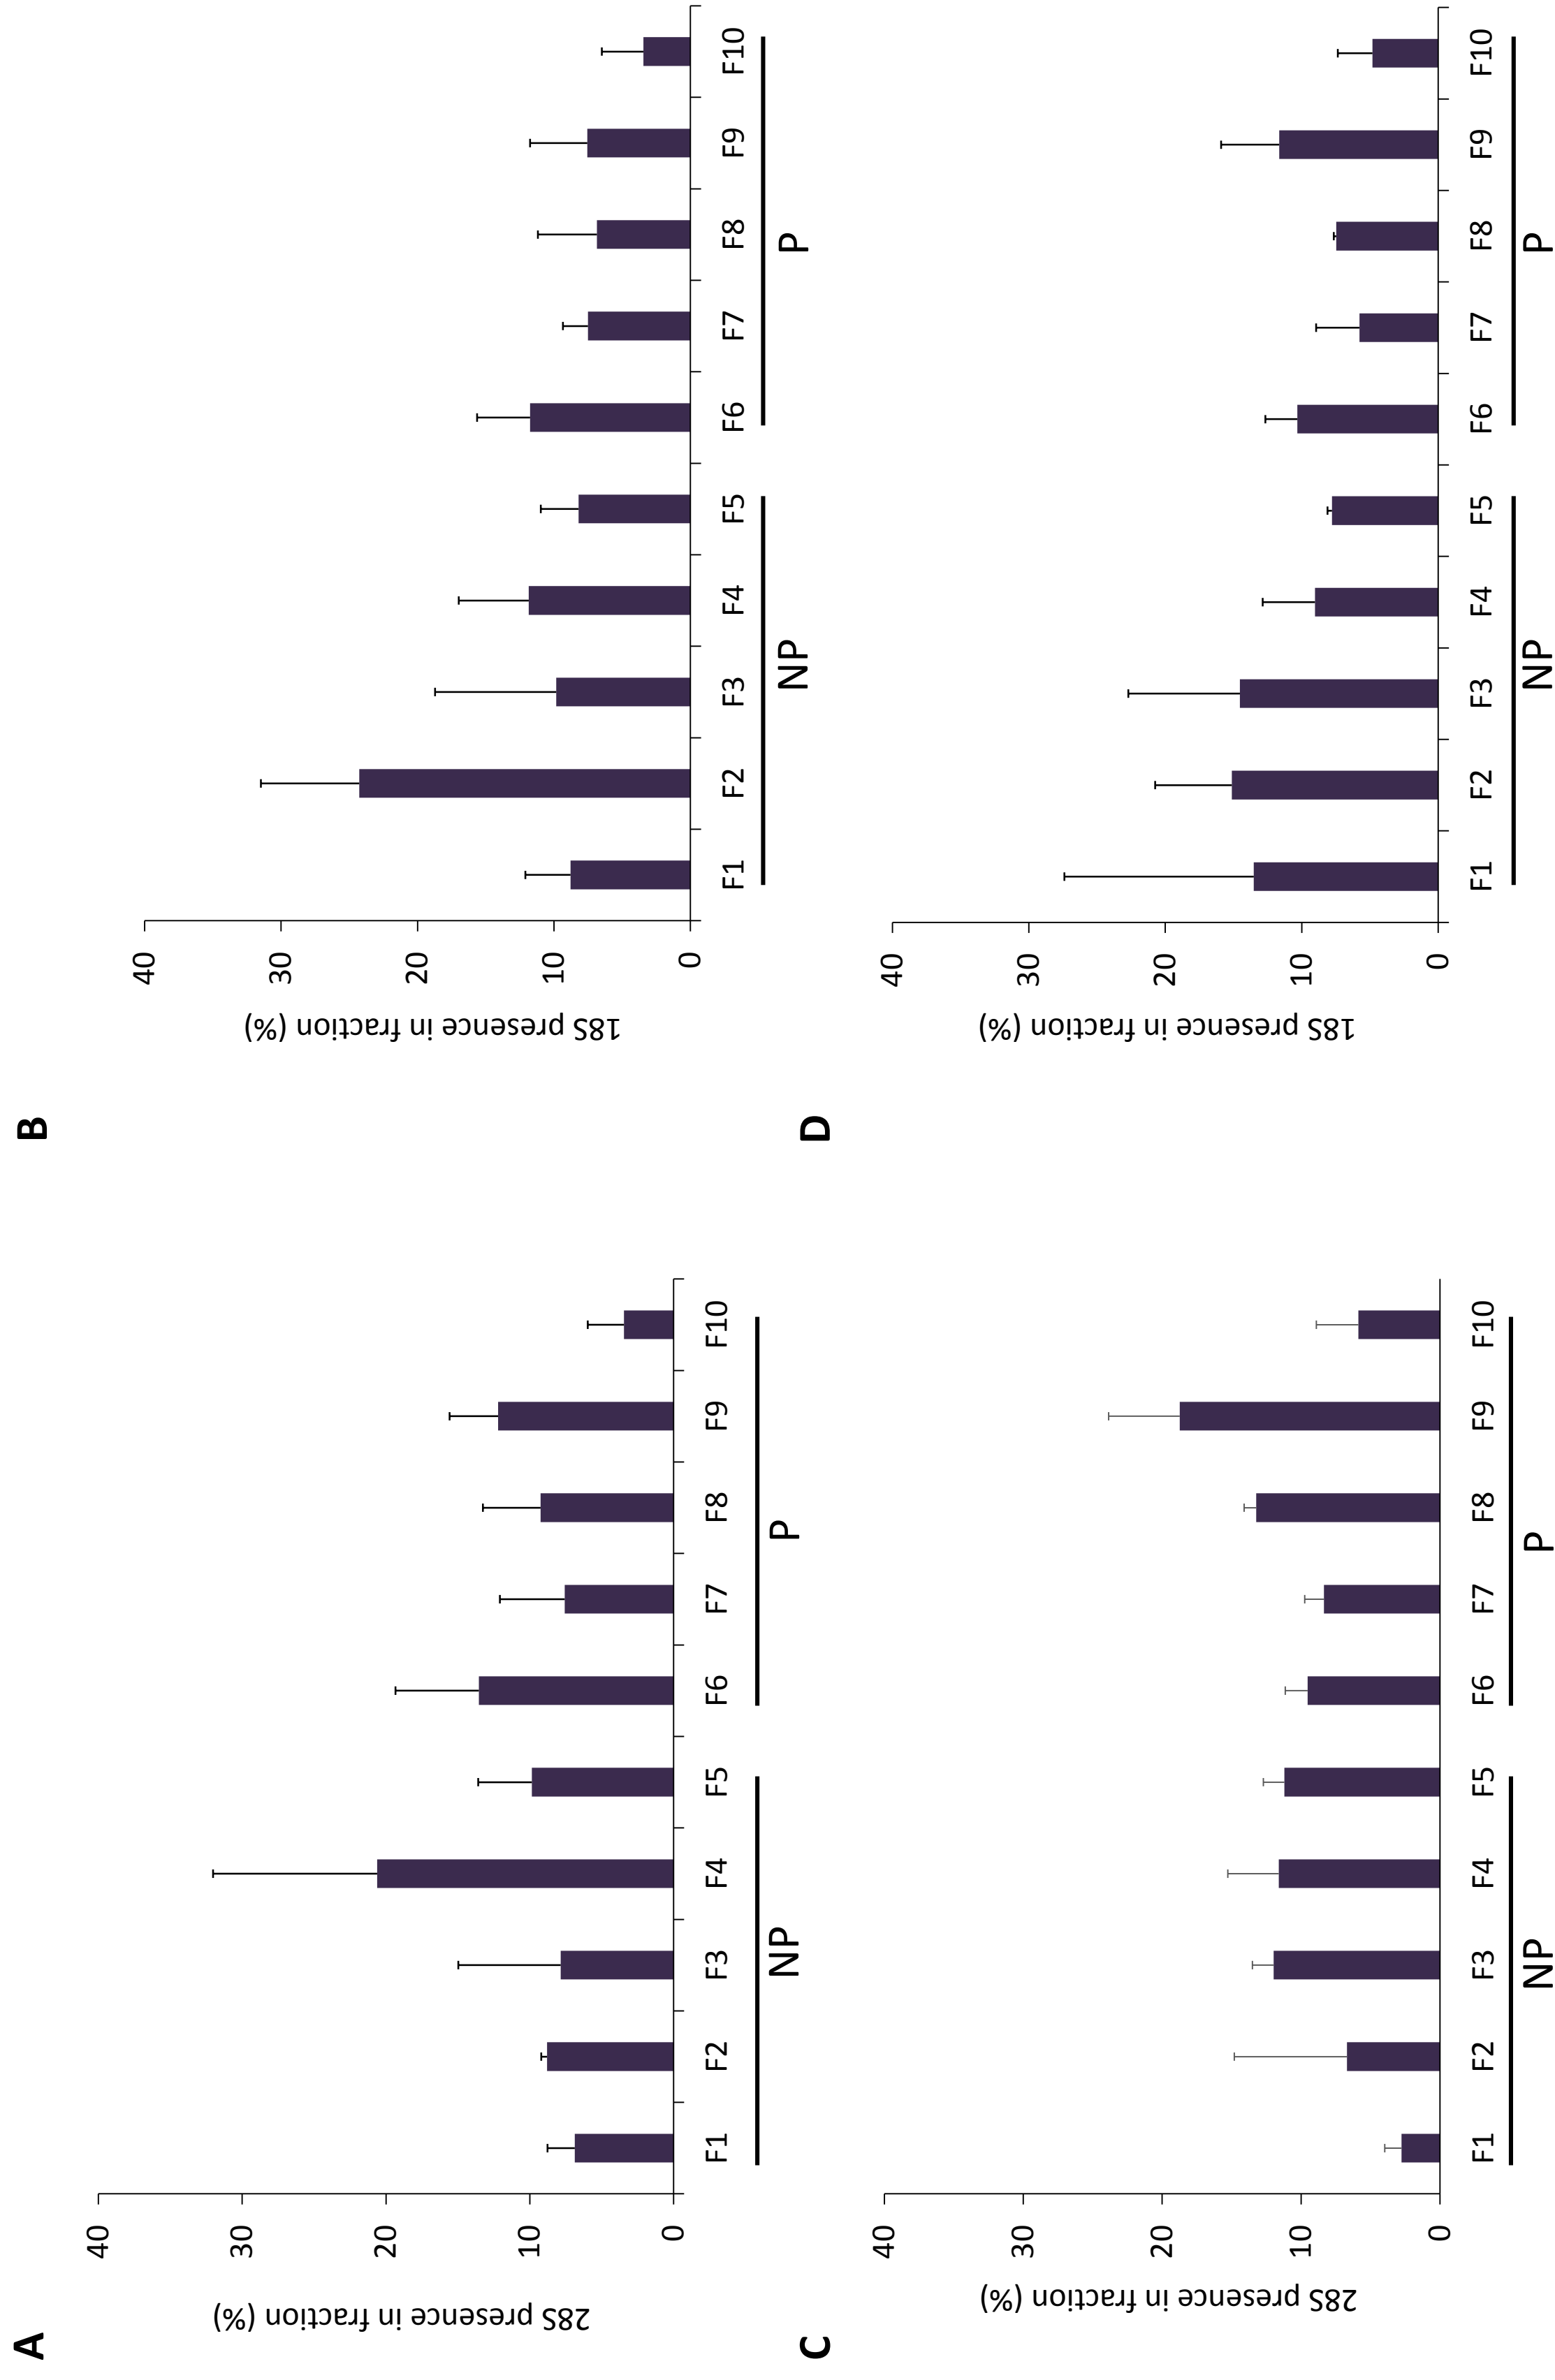 A
28S presence in fraction (%)
40
30
20
10
0
F1 F2 F3 F4 F5 F6 F7 F8 F9 F10
NP P
B
18S presence in fraction (%)
40
30
20
10
0
F1 F2 F3 F4 F5 F6 F7 F8 F9 F10
NP P
C
28S presence in fraction (%)
40
30
20
10
0
F1 F2 F3 F4 F5 F6 F7 F8 F9 F10
NP P
D
18S presence in fraction (%)
40
30
20
10
0
F1 F2 F3 F4 F5 F6 F7 F8 F9 F10
NP P